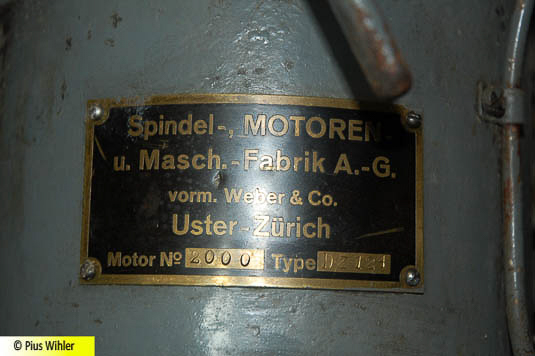 Spindel-, MOTOREN
u. Masch.-Fabrik A.-G.
vorm. Weber & Co.
Uster-Zürich
Motor No 2000 Type
© Pius Wihler